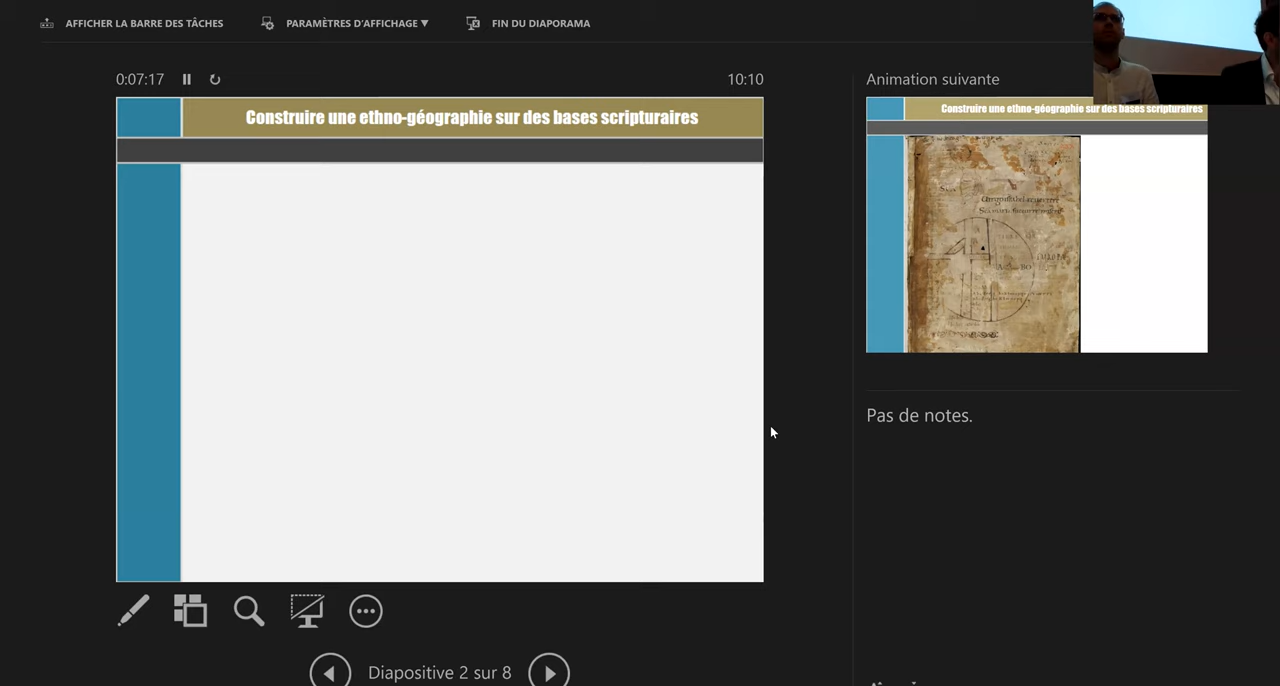 AFFICHER LA BARRE DES TÂCHES
PARAMÈTRES D'AFFICHAGE
FIN DU DIAPORAMA
0:07:17
10:10
Construire une ethno-géographie sur des bases scripturaires
Animation suivante
Construire une ethno-géographie sur des bases scripturaires
Pas de notes.
Diapositive 2 sur 8